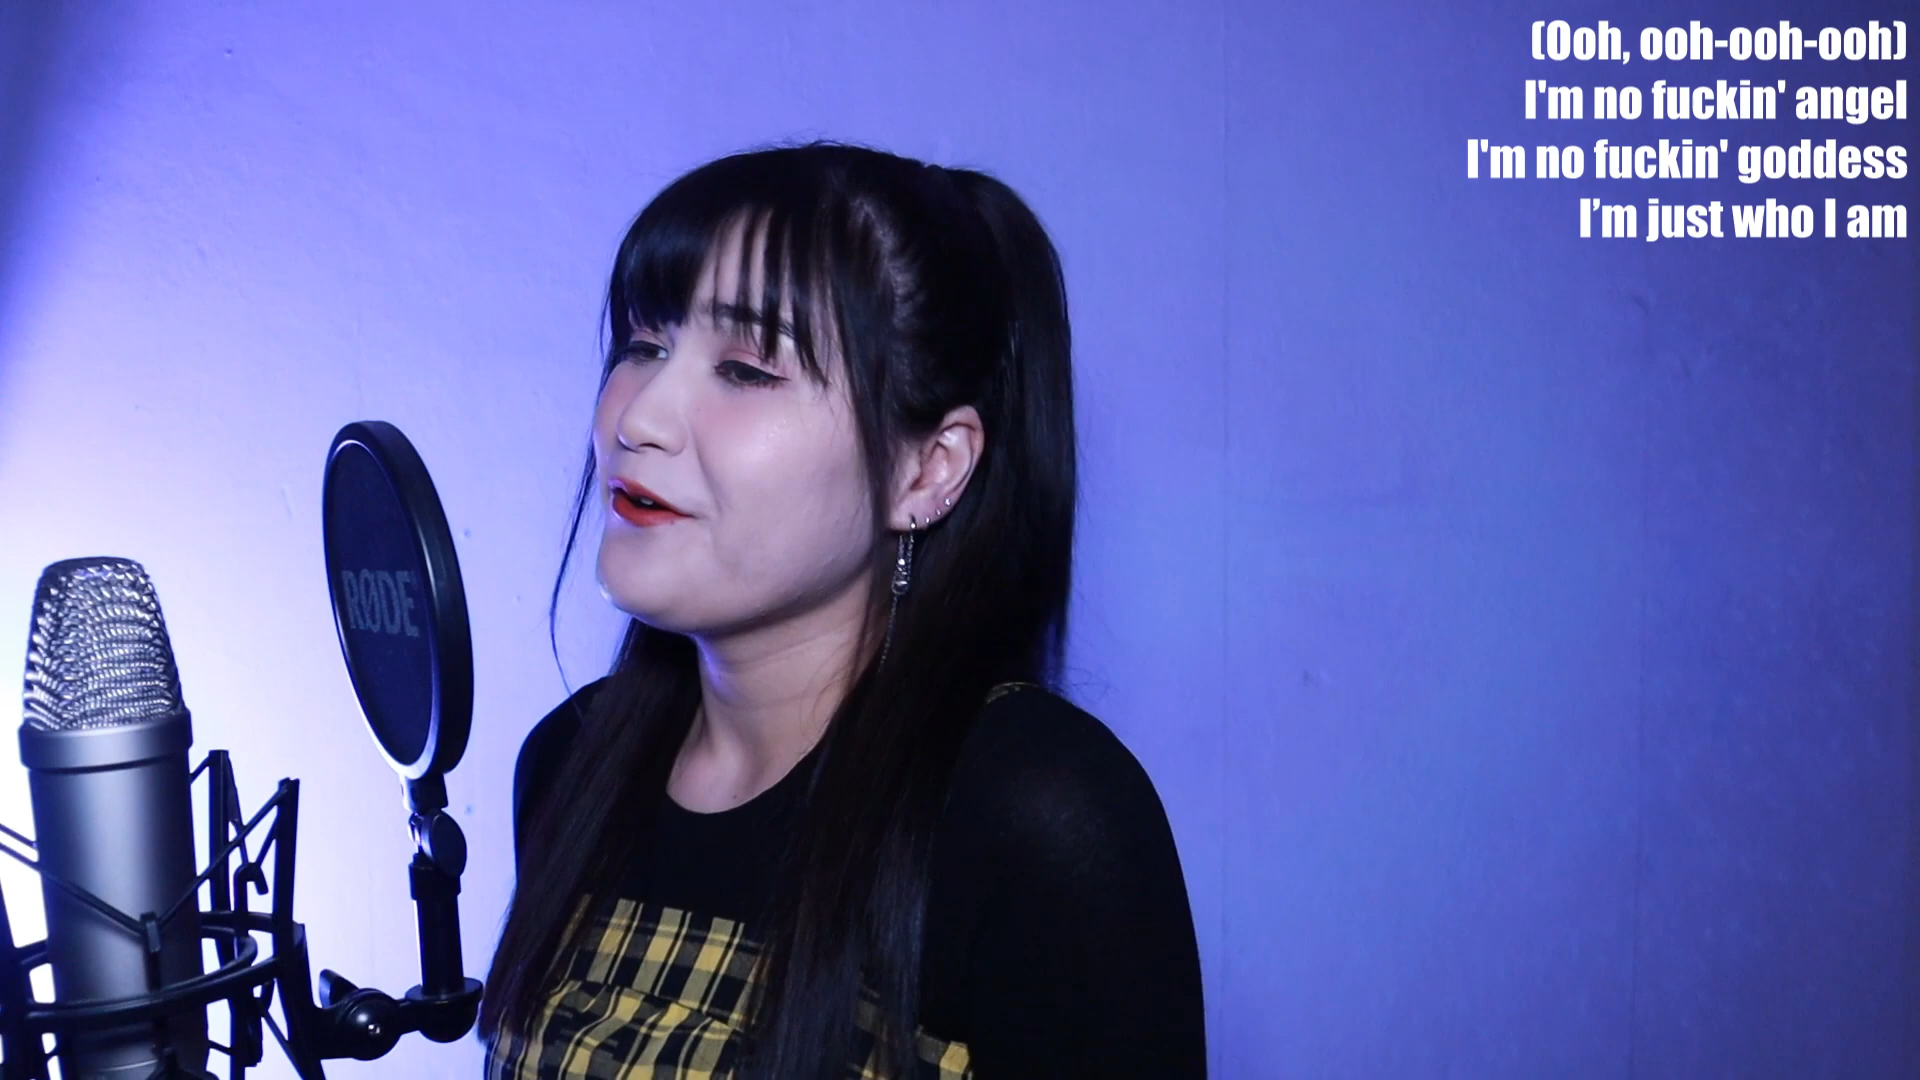 (Ooh, ooh-ooh-ooh)
I'm no fuckin' angel
I'm no fuckin' goddess
I’m just who I am
RØDE